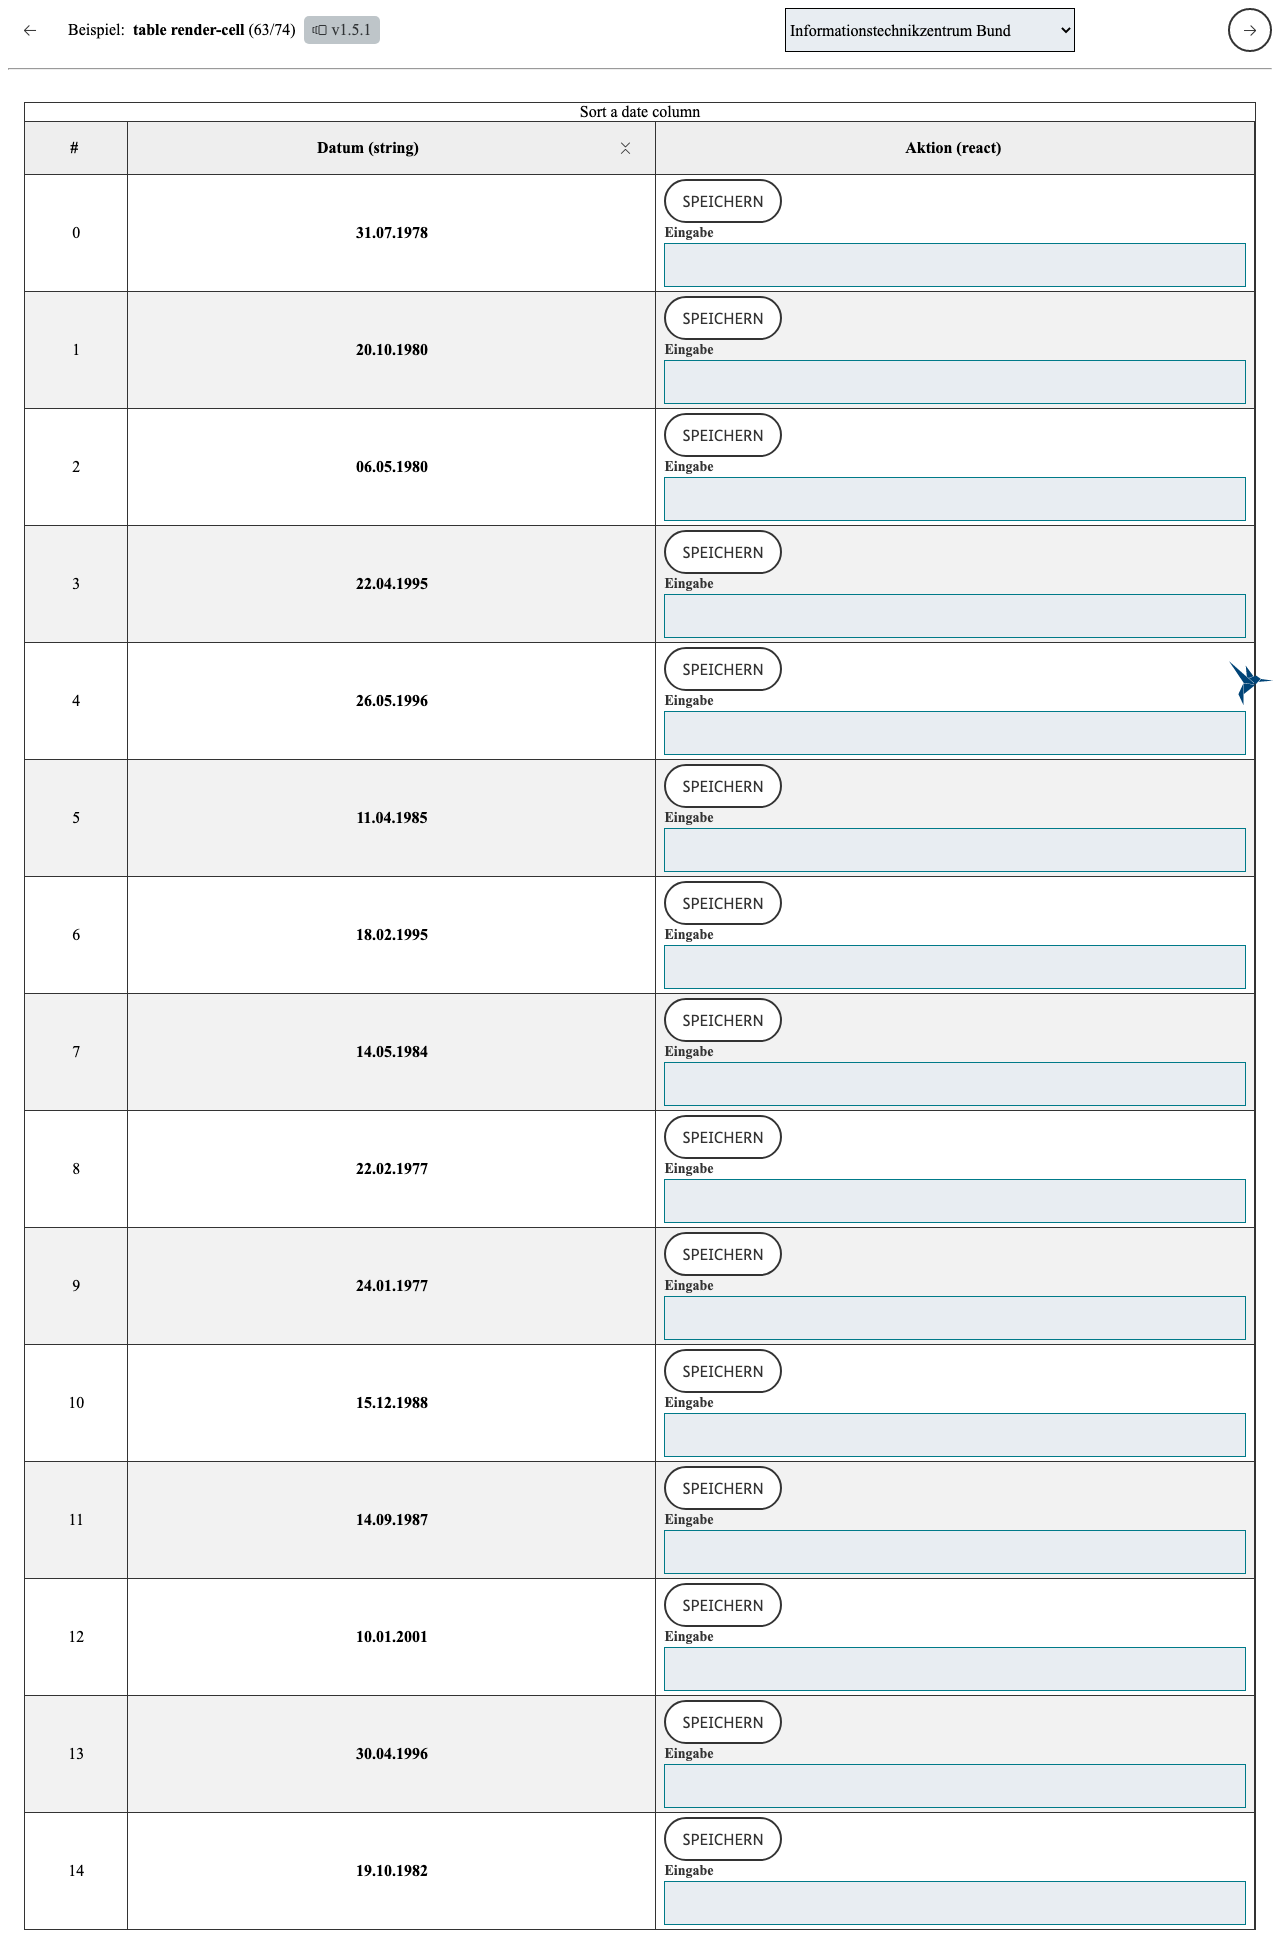 Beispiel: table render-cell (63/74) v1.5.1 Informationstechnikzentrum Bund
Sort a date column
# Datum (string) Aktion (react)
SPEICHERN
0 31.07.1978 Eingabe
SPEICHERN
1 20.10.1980 Eingabe
SPEICHERN
2 06.05.1980 Eingabe
SPEICHERN
3 22.04.1995 Eingabe
SPEICHERN
4 26.05.1996 Eingabe
SPEICHERN
5 11.04.1985 Eingabe
SPEICHERN
6 18.02.1995 Eingabe
SPEICHERN
7 14.05.1984 Eingabe
SPEICHERN
8 22.02.1977 Eingabe
SPEICHERN
9 24.01.1977 Eingabe
SPEICHERN
10 15.12.1988 Eingabe
SPEICHERN
11 14.09.1987 Eingabe
SPEICHERN
12 10.01.2001 Eingabe
SPEICHERN
13 30.04.1996 Eingabe
SPEICHERN
14 19.10.1982 Eingabe